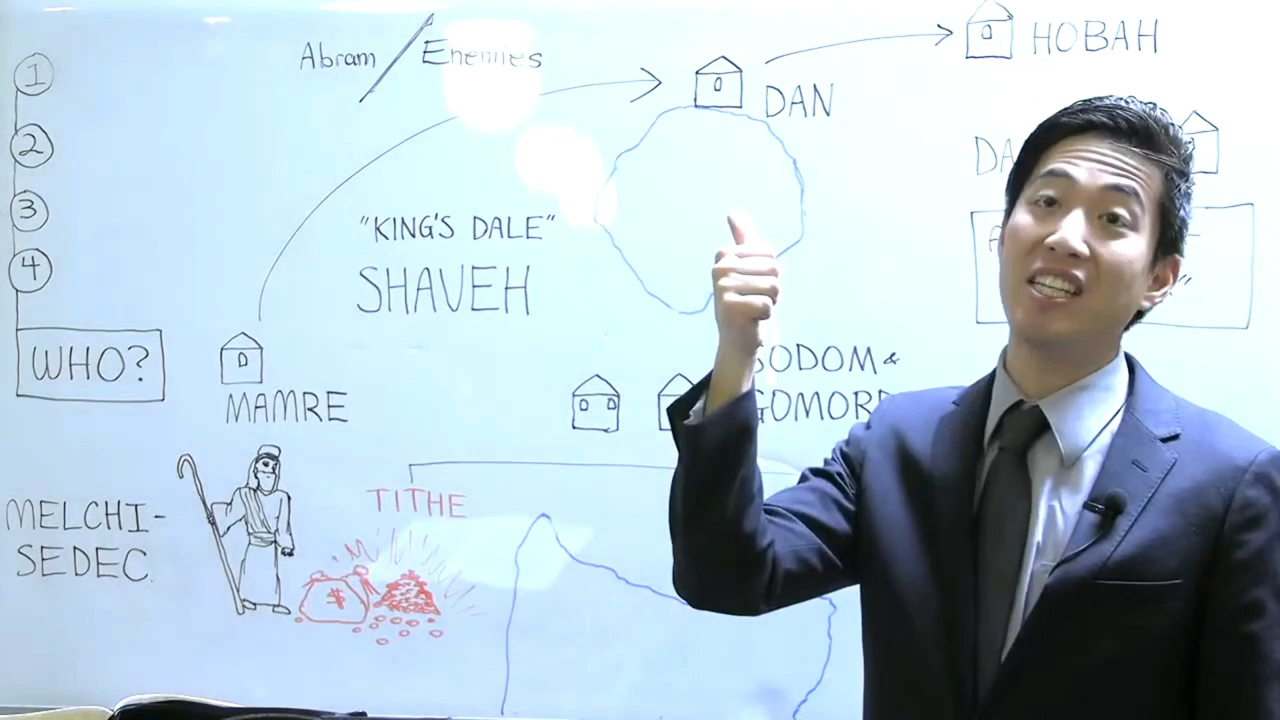 1
2
3
4
WHO?
Abram / Enemies
DAN
HOBAH
"KING'S DALE"
SHAVEH
MAMRE
SODOM &
MELCHI-
SEDEC
TITHE
$